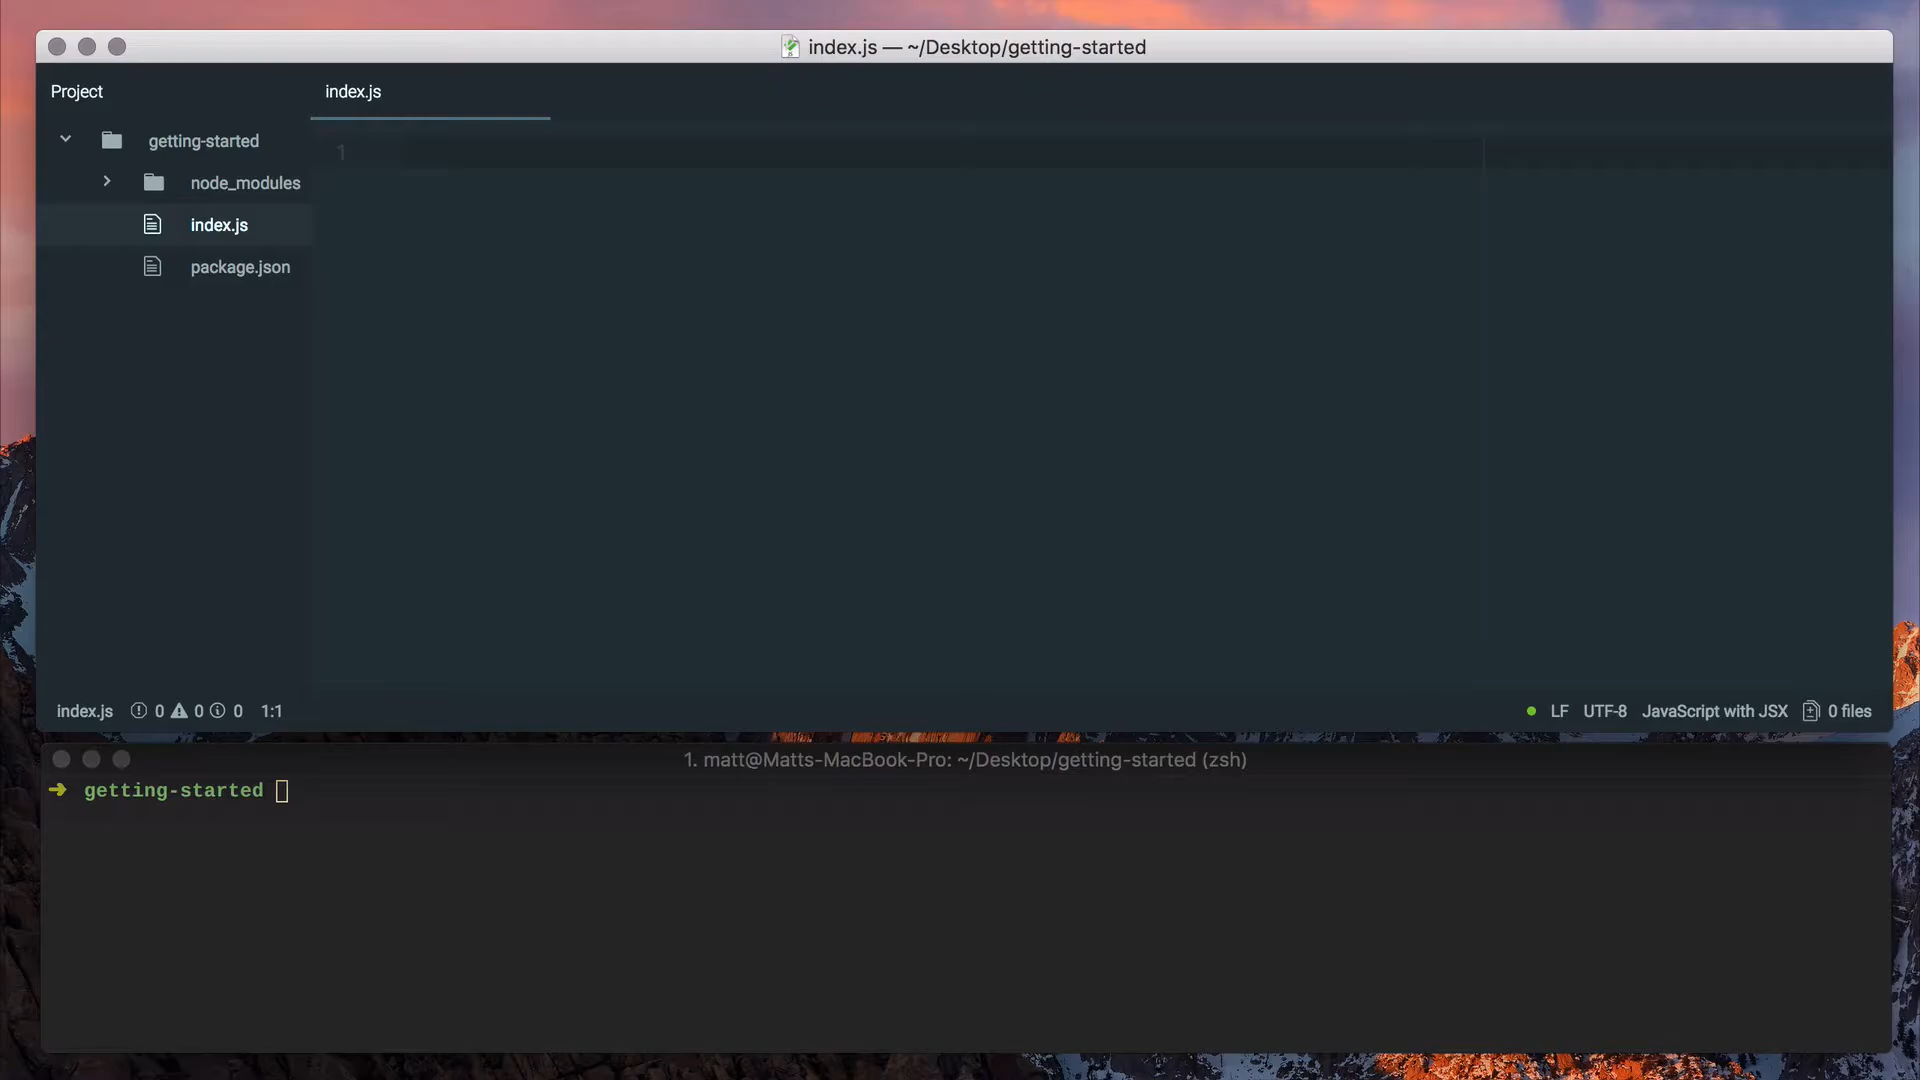 index.js — ~/Desktop/getting-started
Project
index.js
getting-started
1
node_modules
index.js
package.json
index.js 0 0 0 1:1
LF UTF-8 JavaScript with JSX 0 files
1. matt@Matts-MacBook-Pro: ~/Desktop/getting-started (zsh)
➜ getting-started